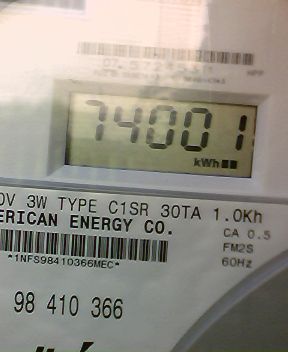 74001
kWh
0V 3W TYPE C1SR 30TA 1.0Kh
ERICAN ENERGY CO.
CA 0.5
FM2S
*1NFS98410366MEC*
60Hz
98 410 366